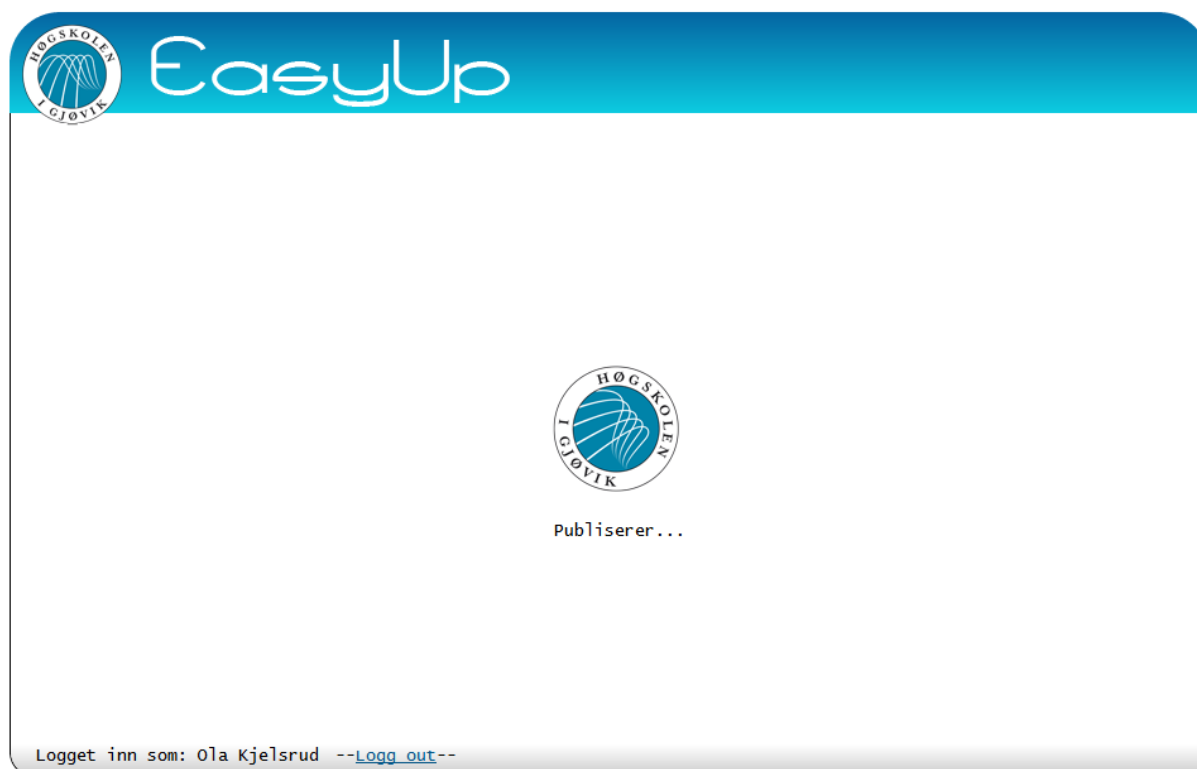 HØGSKOLEN I GJØVIK
EasyUp
HØGSKOLEN I GJØVIK
Publiserer...
Logget inn som: Ola Kjelsrud --Logg out--